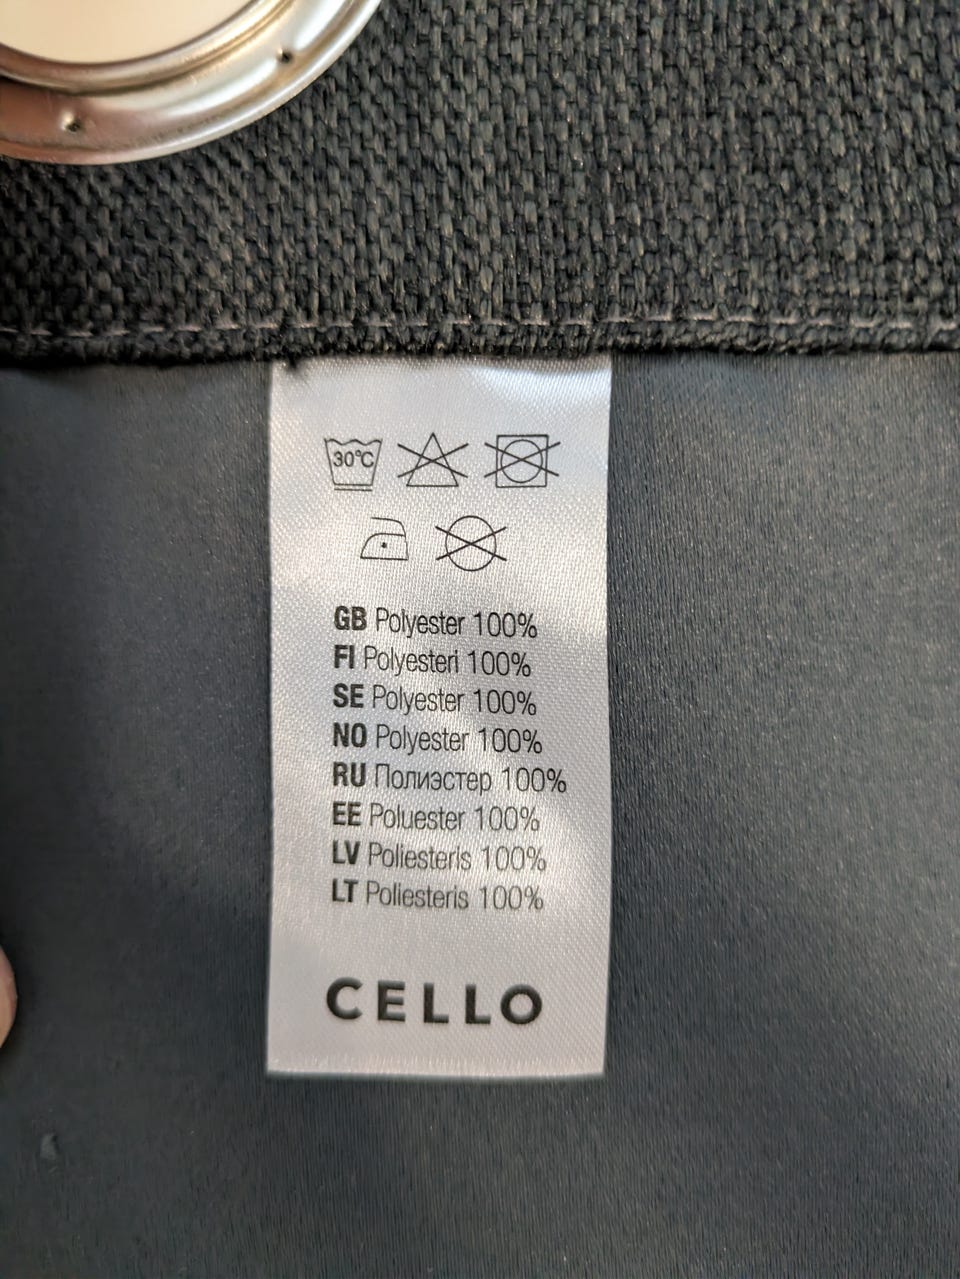 30°C
GB Polyester 100%
FI Polyesteri 100%
SE Polyester 100%
NO Polyester 100%
RU Полиэстер 100%
EE Poluester 100%
LV Poliesteris 100%
LT Poliesteris 100%
CELLO